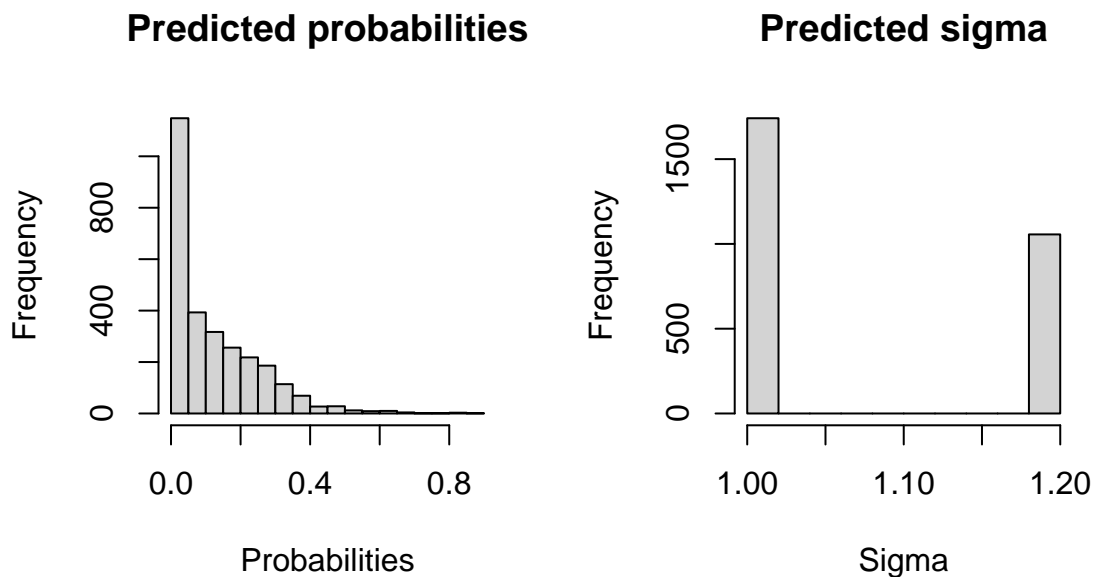 Predicted probabilities
Frequency
0
400
800
0.0
0.4
0.8
Probabilities
Predicted sigma
Frequency
0
500
1500
1.00
1.10
1.20
Sigma